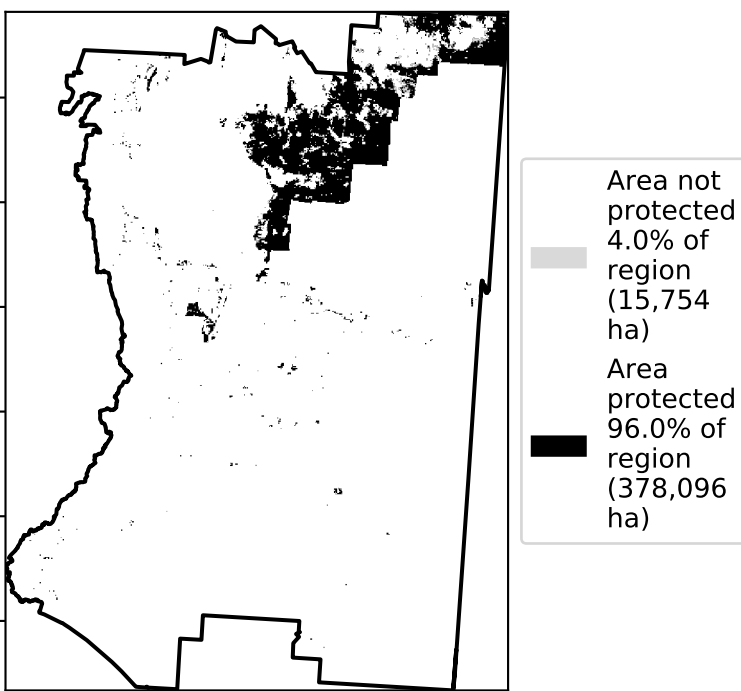 Area not
protected
4.0% of
region
(15,754
ha)
Area
protected
96.0% of
region
(378,096
ha)